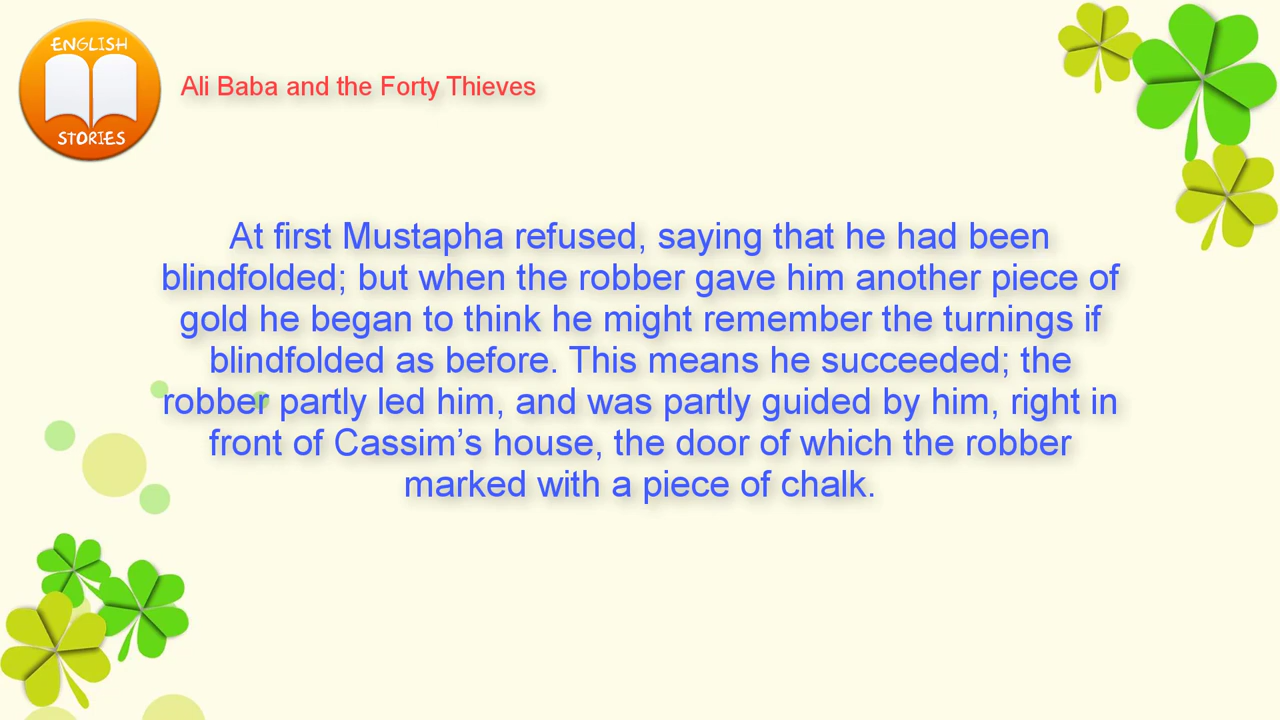 ENGLISH
STORIES
Ali Baba and the Forty Thieves
At first Mustapha refused, saying that he had been
blindfolded; but when the robber gave him another piece of
gold he began to think he might remember the turnings if
blindfolded as before. This means he succeeded; the
robber partly led him, and was partly guided by him, right in
front of Cassim’s house, the door of which the robber
marked with a piece of chalk.